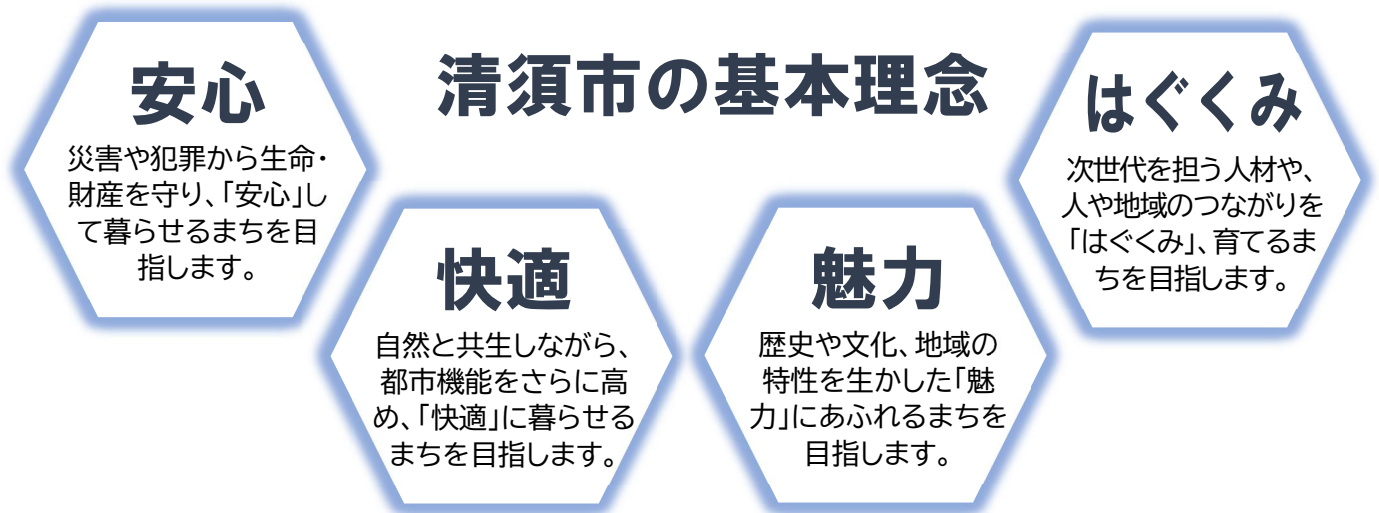 清須市の基本理念
安心
災害や犯罪から生命・
財産を守り、「安心」し
て暮らせるまちを目
指します。
快適
自然と共生しながら、
都市機能をさらに高
め、「快適」に暮らせる
まちを目指します。
魅力
歴史や文化、地域の
特性を生かした「魅
力」にあふれるまちを
目指します。
はぐくみ
次世代を担う人材や、
人や地域のつながりを
「はぐくみ」、育てるま
ちを目指します。